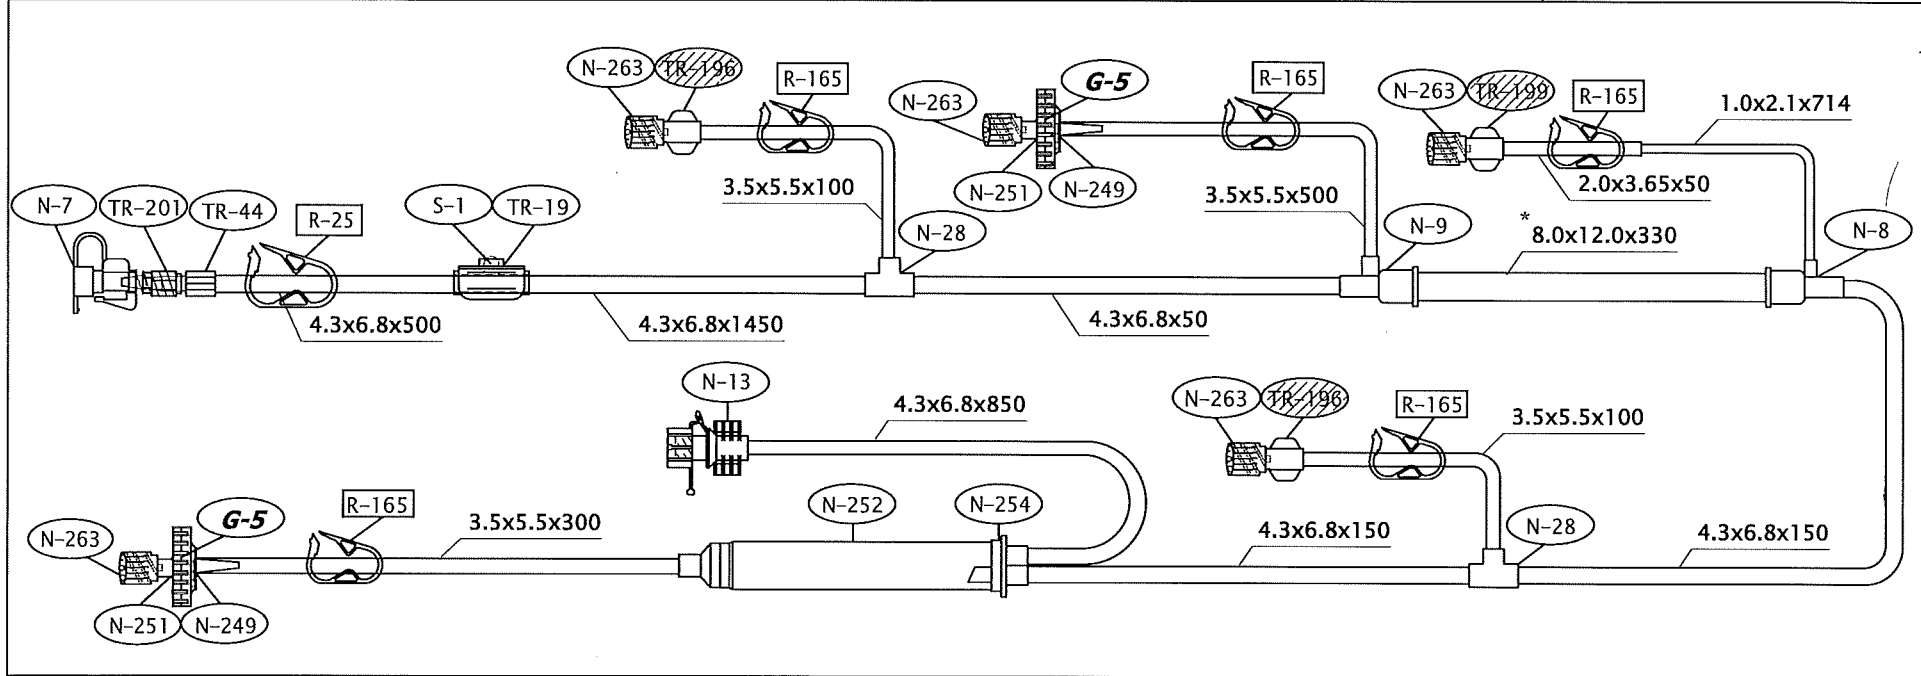 N-263 TR-196 R-165
N-263 G-5 R-165
N-251 N-249
N-263 TR-199 R-165 1.0x2.1x714
3.5x5.5x100
3.5x5.5x500
2.0x3.65x50
N-7 TR-201 TR-44 R-25 S-1 TR-19 N-28 N-9 N-8
*
8.0x12.0x330
4.3x6.8x500
4.3x6.8x1450
4.3x6.8x50
N-13
4.3x6.8x850
N-263 TR-196 R-165
3.5x5.5x100
N-263 G-5 R-165
3.5x5.5x300
N-252 N-254
4.3x6.8x150
N-28
4.3x6.8x150
N-251 N-249